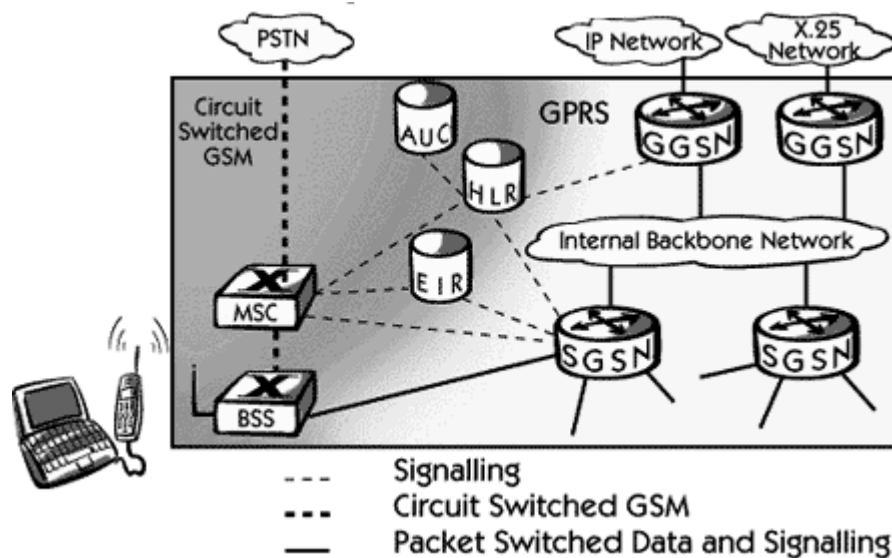 PSTN
IP Network
X.25
Network
Circuit
Switched
GSM
AUC
GPRS
GGSN
GGSN
HLR
Internal Backbone Network
EIR
MSC
SGSN
SGSN
BSS
Signalling
Circuit Switched GSM
Packet Switched Data and Signalling